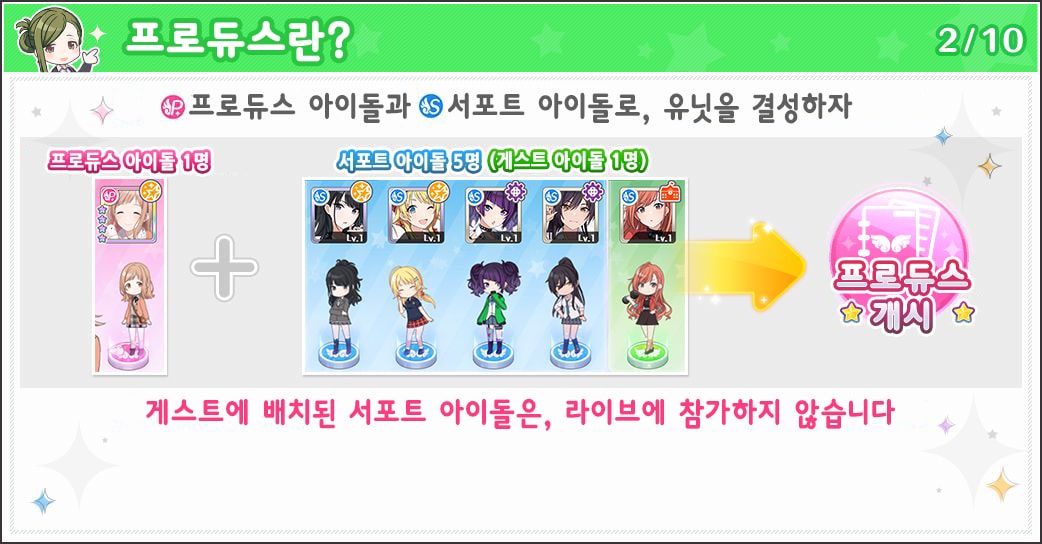 프로듀스란?
2/10
P프로듀스 아이돌과 S서포트 아이돌로, 유닛을 결성하자
프로듀스 아이돌 1명
서포트 아이돌 5명 (게스트 아이돌 1명)
P
S
S
S
S
S
Lv.1
Lv.1
Lv.1
Lv.1
Lv.1
프로듀스
개시
게스트에 배치된 서포트 아이돌은, 라이브에 참가하지 않습니다